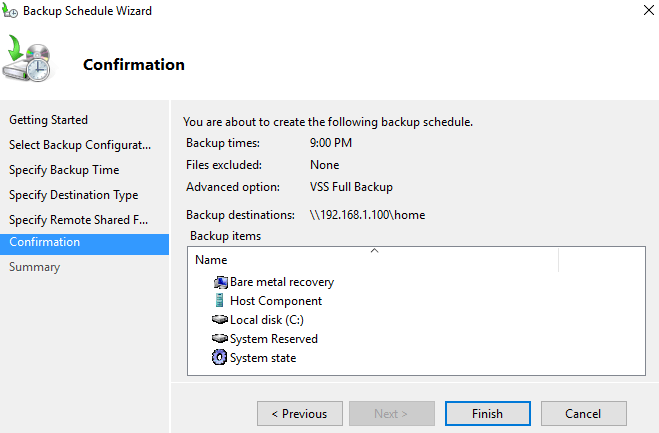 Backup Schedule Wizard
Confirmation
Getting Started
Select Backup Configurat...
Specify Backup Time
Specify Destination Type
Specify Remote Shared F...
Confirmation
Summary
You are about to create the following backup schedule.
Backup times: 9:00 PM
Files excluded: None
Advanced option: VSS Full Backup
Backup destinations: \\192.168.1.100\home
Backup items
Name
Bare metal recovery
Host Component
Local disk (C:)
System Reserved
System state
< Previous
Next >
Finish
Cancel